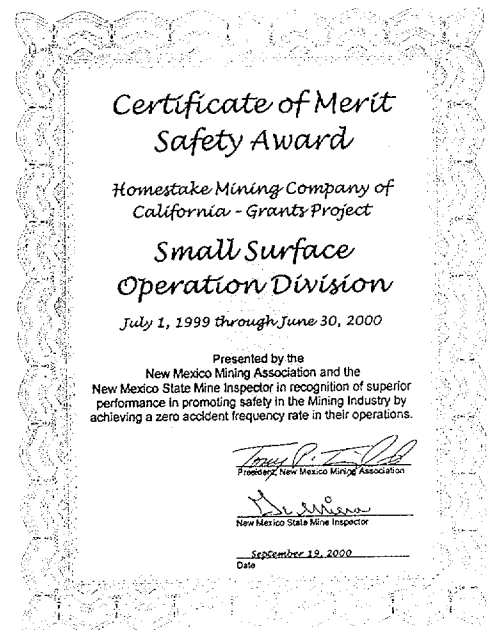 Certificate of Merit
Safety Award
Homestake Mining Company of
California - Grants Project
Small Surface
Operation Division
July 1, 1999 through June 30, 2000
Presented by the
New Mexico Mining Association and the
New Mexico State Mine Inspector in recognition of superior
performance in promoting safety in the Mining Industry by
achieving a zero accident frequency rate in their operations.
President, New Mexico Mining Association
New Mexico State Mine Inspector
September 19, 2000
Date